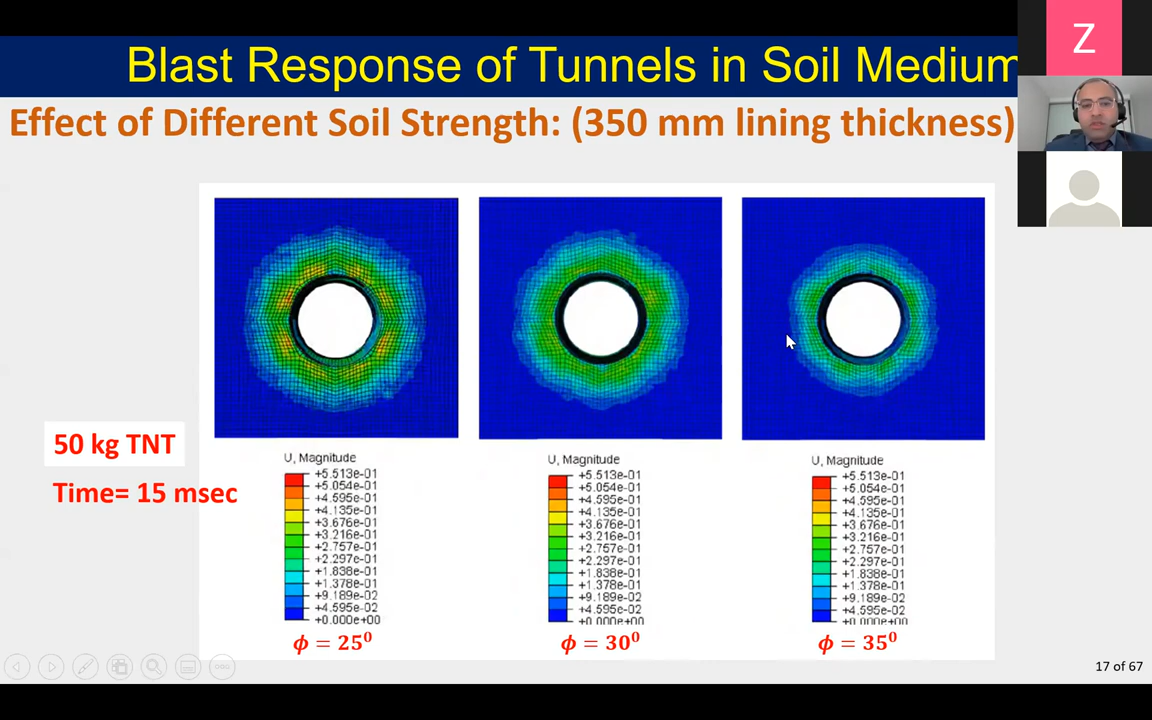 Blast Response of Tunnels in Soil Medium
Z
Effect of Different Soil Strength: (350 mm lining thickness)
50 kg TNT
Time= 15 msec
U, Magnitude
+5.513e-01
+5.054e-01
+4.595e-01
+4.135e-01
+3.676e-01
+3.216e-01
+2.757e-01
+2.297e-01
+1.838e-01
+1.378e-01
+9.189e-02
+4.595e-02
+0.000e+00
ϕ = 25⁰
U, Magnitude
+5.513e-01
+5.054e-01
+4.595e-01
+4.135e-01
+3.676e-01
+3.216e-01
+2.757e-01
+2.297e-01
+1.838e-01
+1.378e-01
+9.189e-02
+4.595e-02
+0.000e+00
ϕ = 30⁰
U, Magnitude
+5.513e-01
+5.054e-01
+4.595e-01
+4.135e-01
+3.676e-01
+3.216e-01
+2.757e-01
+2.297e-01
+1.838e-01
+1.378e-01
+9.189e-02
+4.595e-02
+0.000e+00
ϕ = 35⁰
17 of 67